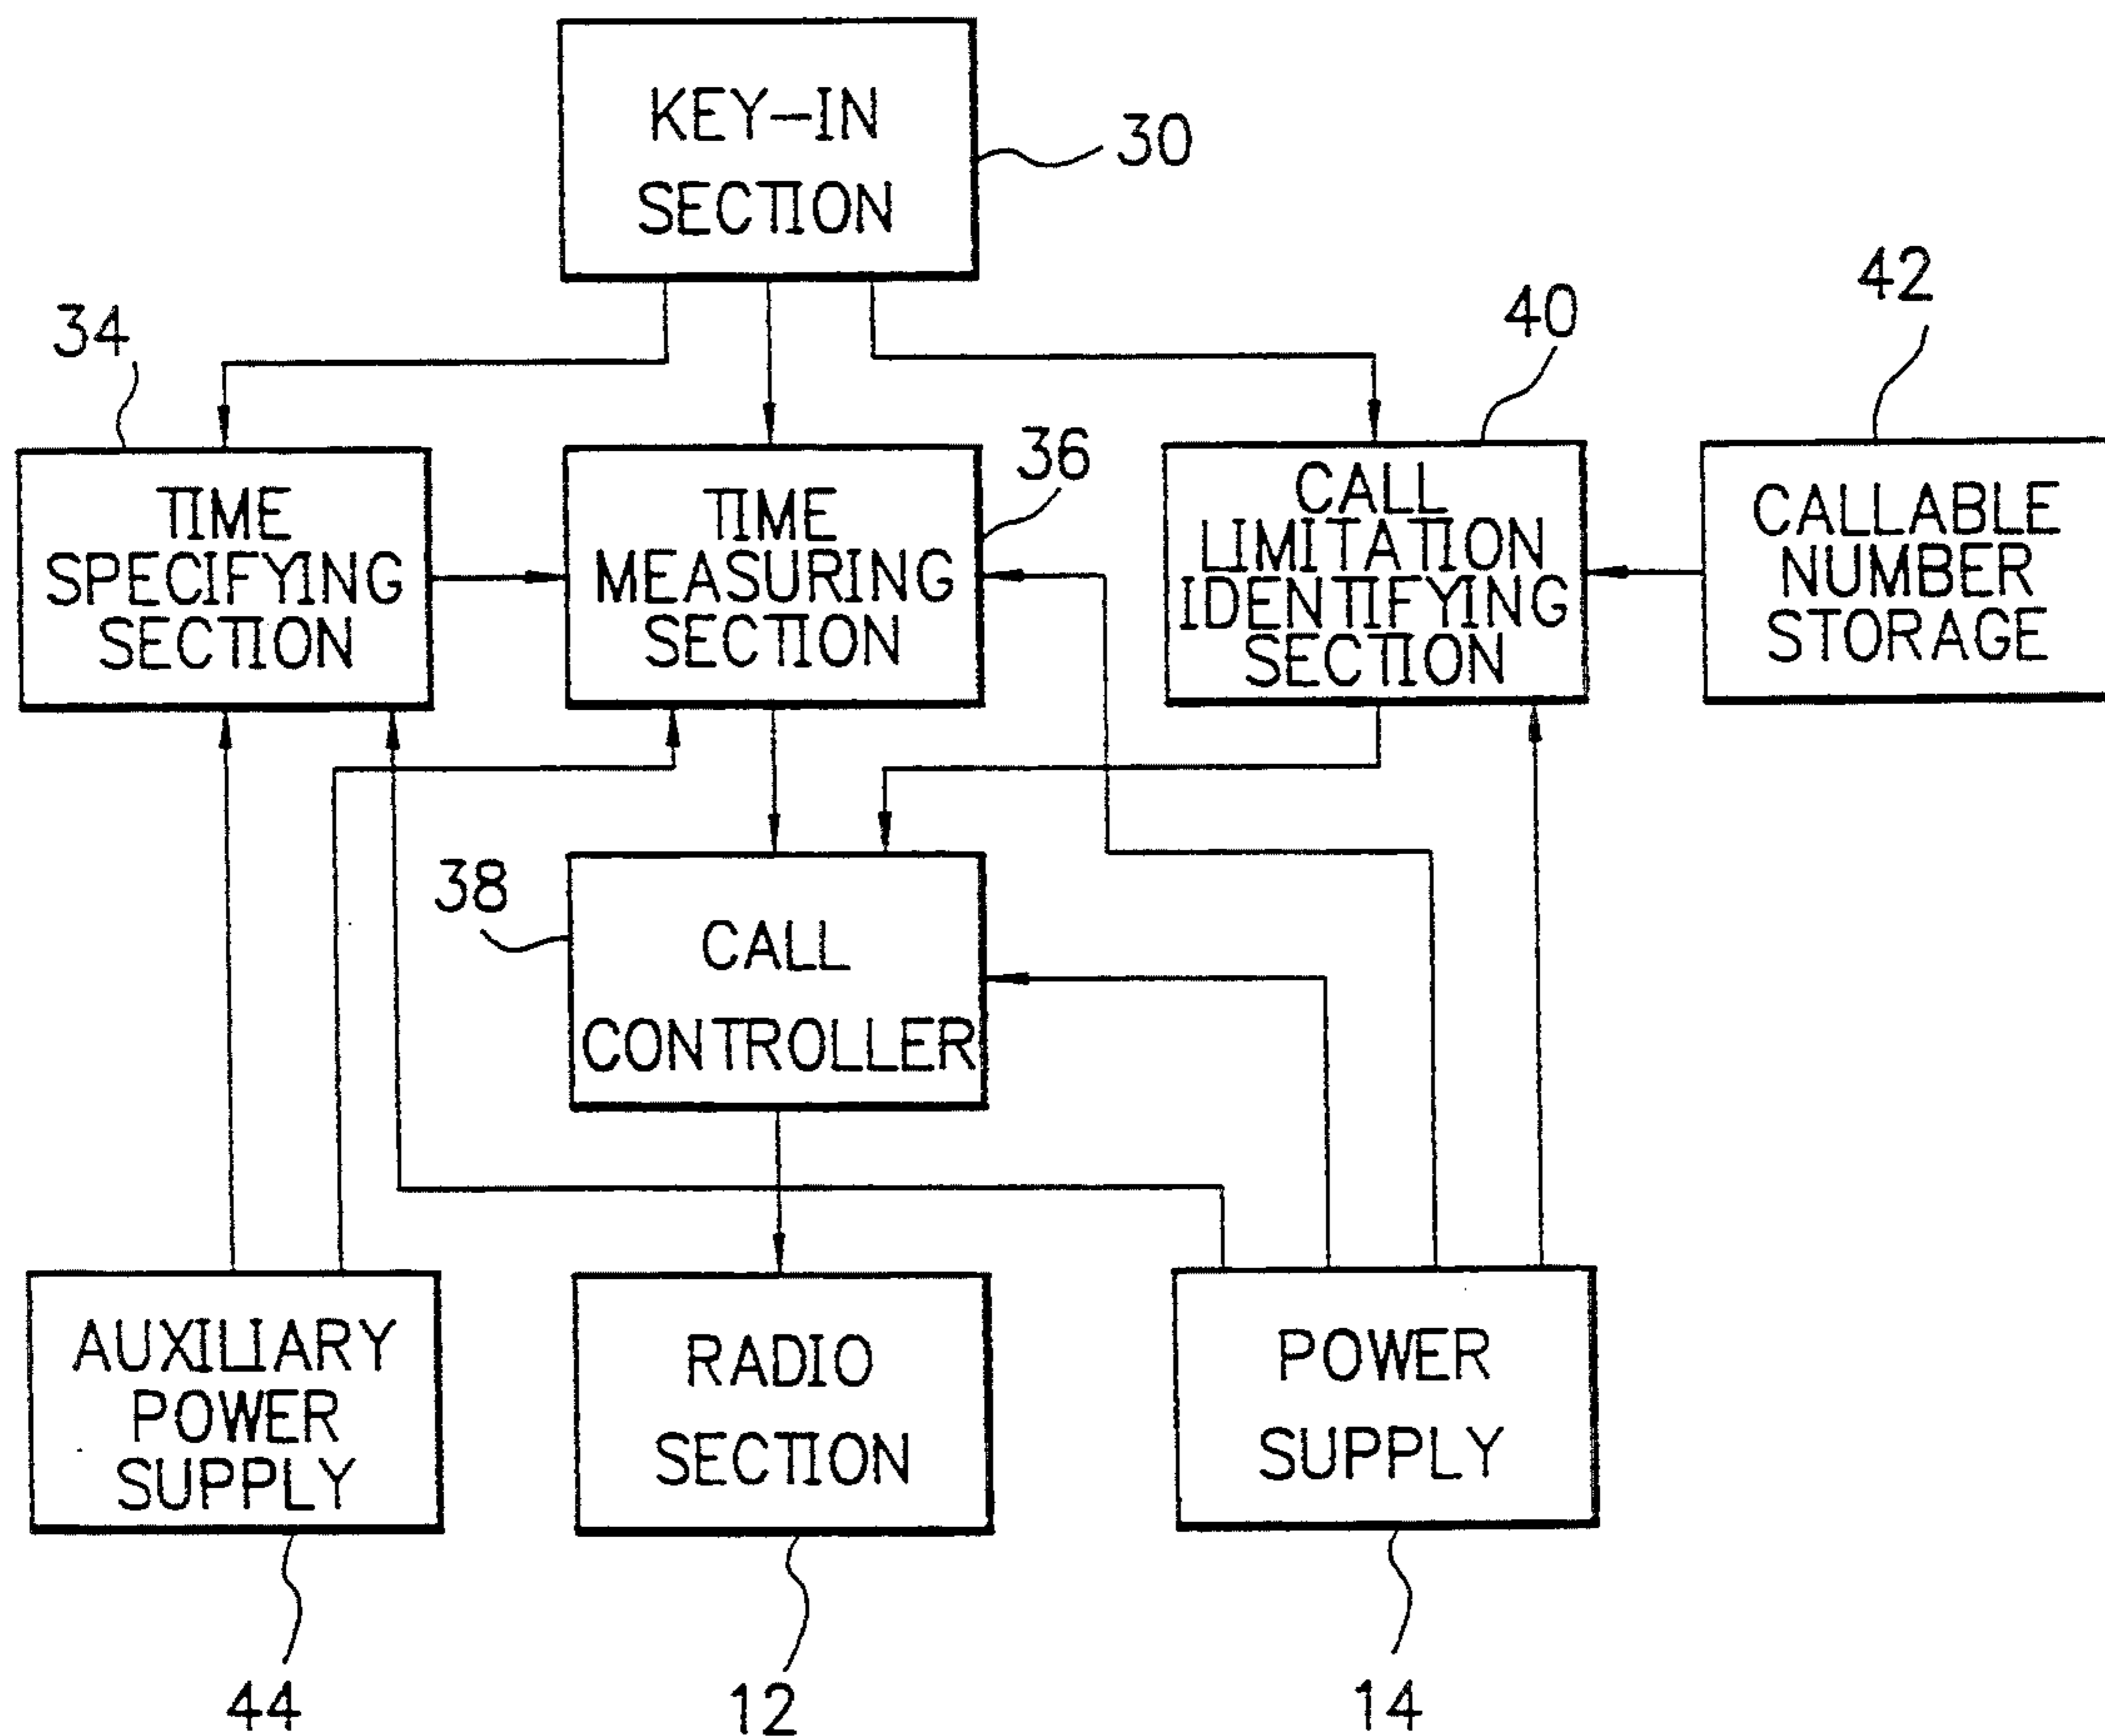 KEY-IN
SECTION
30
34
TIME
SPECIFYING
SECTION
36
TIME
MEASURING
SECTION
40
CALL
LIMITATION
IDENTIFYING
SECTION
42
CALLABLE
NUMBER
STORAGE
38
CALL
CONTROLLER
AUXILIARY
POWER
SUPPLY
44
RADIO
SECTION
12
POWER
SUPPLY
14